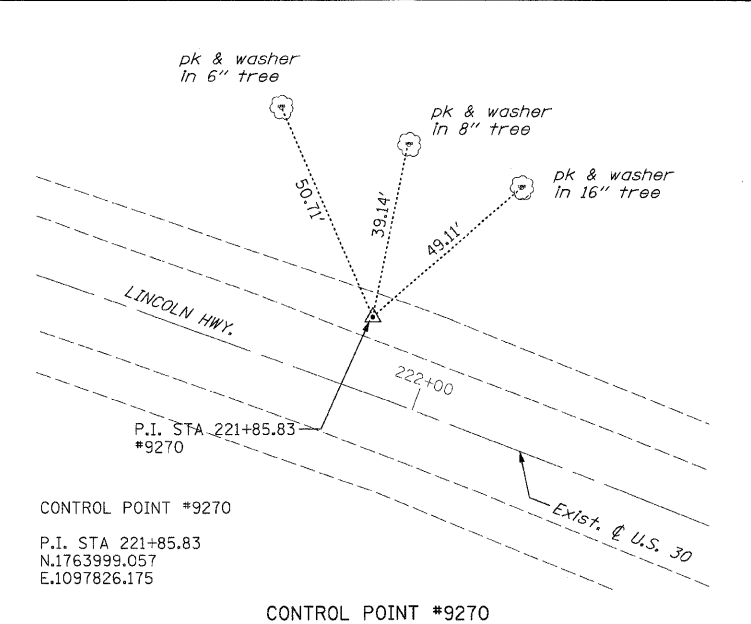 pk & washer
in 6" tree
pk & washer
in 8" tree
pk & washer
in 16" tree
50.71'
39.14'
49.11'
LINCOLN HWY.
222+00
P.I. STA 221+85.83
#9270
Exist. ℄ U.S. 30
CONTROL POINT #9270
P.I. STA 221+85.83
N.1763999.057
E.1097826.175
CONTROL POINT #9270